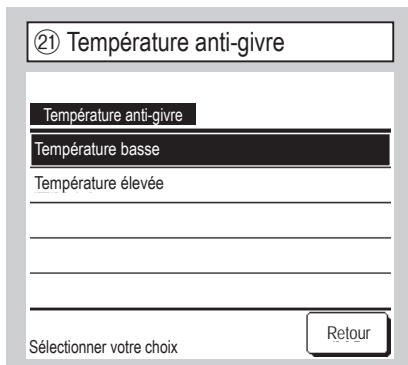 ㉑ Température anti-givre
Température anti-givre
Température basse
Température élevée
Sélectionner votre choix
Retour